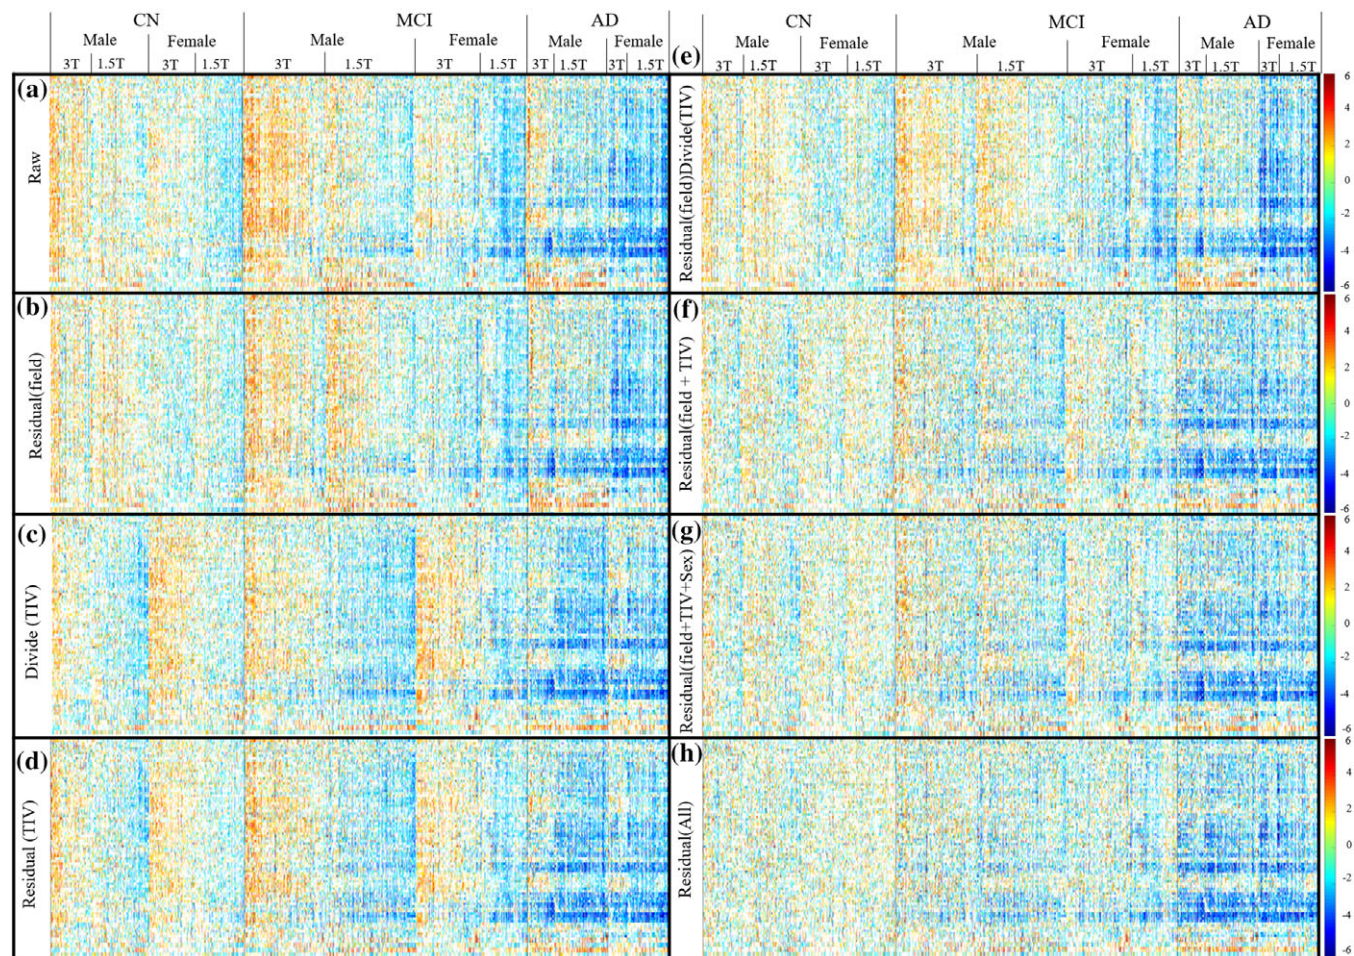 CN MCI AD
Male Female Male Female Male Female
3T 1.5T 3T 1.5T 3T 1.5T 3T 1.5T 3T 1.5T 3T 1.5T
(e) CN MCI AD
Male Female Male Female Male Female
3T 1.5T 3T 1.5T 3T 1.5T 3T 1.5T 3T 1.5T 3T 1.5T
(a)
Raw
Residual(field)Divide(TIV)
6
4
2
0
-2
-4
-6
(b)
Residual(field)
(f)
Residual(field + TIV)
6
4
2
0
-2
-4
-6
(c)
Divide (TIV)
(g)
Residual(field+TIV+Sex)
6
4
2
0
-2
-4
-6
(d)
Residual (TIV)
(h)
Residual(All)
6
4
2
0
-2
-4
-6